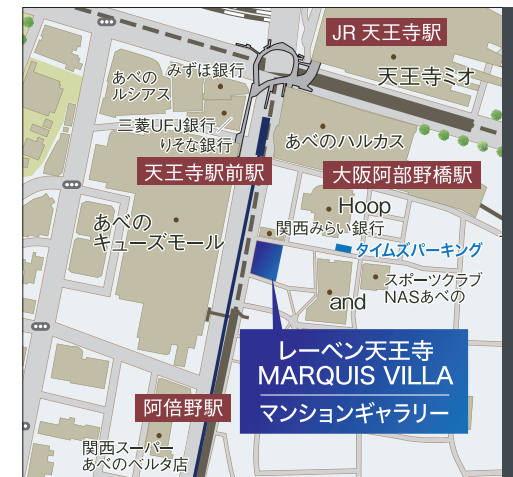 JR 天王寺駅
みずほ銀行
あべの
ルシアス
天王寺ミオ
三菱UFJ銀行
りそな銀行
あべのハルカス
天王寺駅前駅
大阪阿部野橋駅
Hoop
関西みらい銀行
あべの
キューズモール
タイムズパーキング
スポーツクラブ
NASあべの
and
レーベン天王寺
MARQUIS VILLA
マンションギャラリー
阿倍野駅
関西スーパー
あべのベルタ店